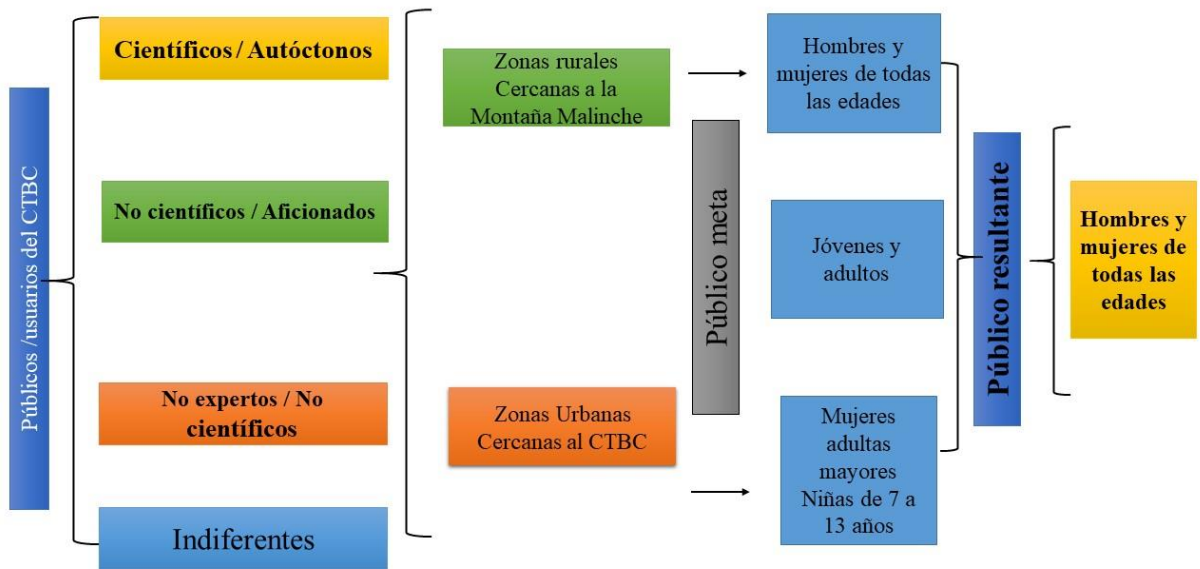 Públicos /usuarios del CTBC
Científicos / Autóctonos
No científicos / Aficionados
No expertos / No
científicos
Indiferentes
Zonas rurales
Cercanas a la
Montaña Malinche
Zonas Urbanas
Cercanas al CTBC
Público meta
Hombres y
mujeres de todas
las edades
Jóvenes y
adultos
Mujeres
adultas
mayores
Niñas de 7 a
13 años
Público resultante
Hombres y
mujeres de
todas las
edades